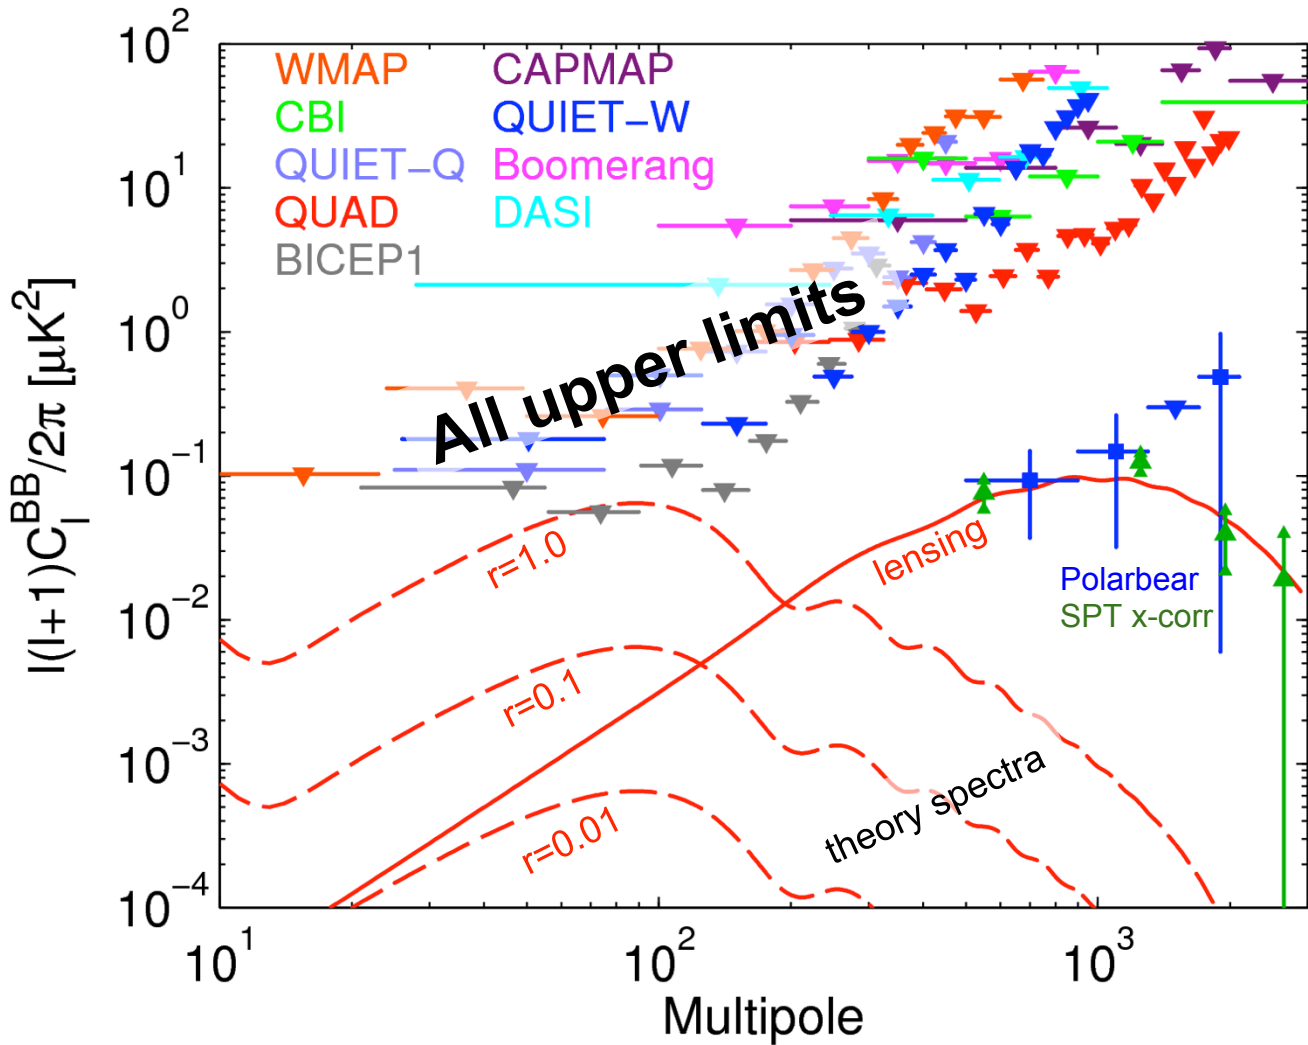 10²
10¹
10⁰
10⁻¹
10⁻²
10⁻³
10⁻⁴
l(l+1)C_l^BB/2π [μK²]
WMAP CAPMAP
CBI QUIET−W
QUIET−Q Boomerang
QUAD DASI
BICEP1
All upper limits
r=1.0
lensing
Polarbear
SPT x-corr
r=0.1
theory spectra
r=0.01
10¹ 10² 10³
Multipole